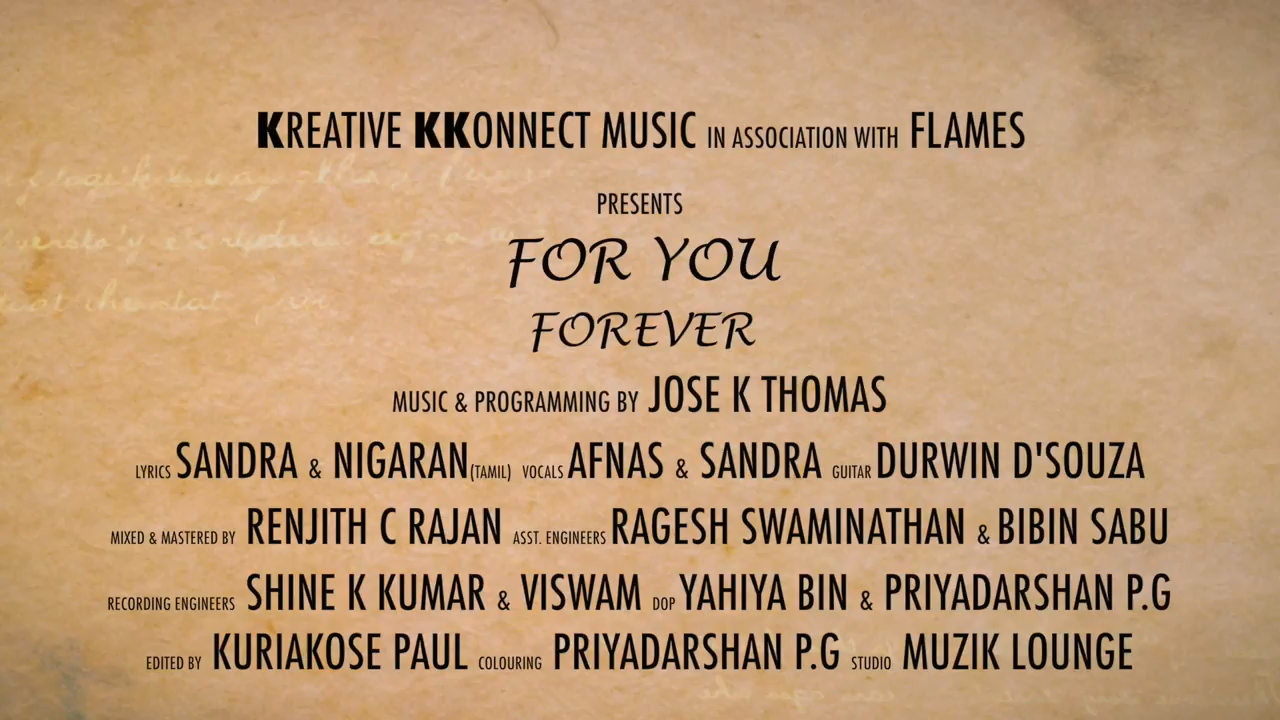 KREATIVE KKONNECT MUSIC IN ASSOCIATION WITH FLAMES
PRESENTS
FOR YOU
FOREVER
MUSIC & PROGRAMMING BY JOSE K THOMAS
LYRICS SANDRA & NIGARAN(TAMIL) VOCALS AFNAS & SANDRA GUITAR DURWIN D'SOUZA
MIXED & MASTERED BY RENJITH C RAJAN ASST. ENGINEERS RAGESH SWAMINATHAN & BIBIN SABU
RECORDING ENGINEERS SHINE K KUMAR & VISWAM DOP YAHIYA BIN & PRIYADARSHAN P.G
EDITED BY KURIAKOSE PAUL COLOURING PRIYADARSHAN P.G STUDIO MUZIK LOUNGE